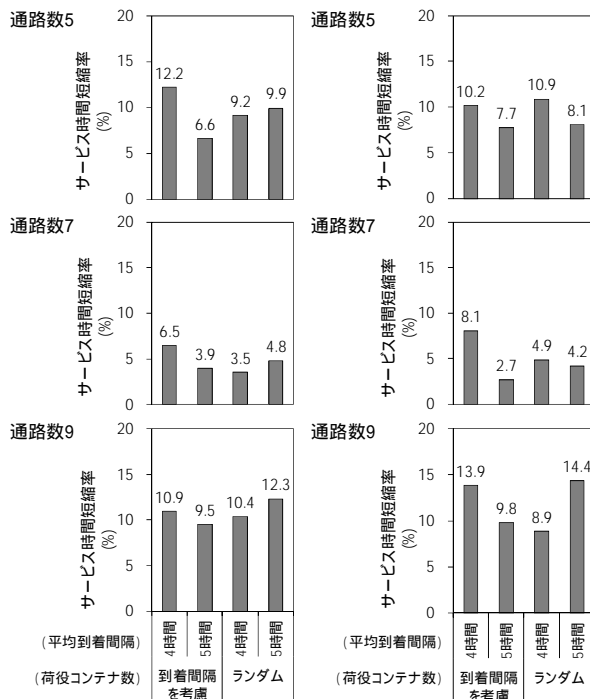 通路数5
サービス時間短縮率
(%)
20
15
10
5
0
12.2
6.6
9.2
9.9
通路数5
サービス時間短縮率
(%)
20
15
10
5
0
10.2
7.7
10.9
8.1
通路数7
サービス時間短縮率
(%)
20
15
10
5
0
6.5
3.9
3.5
4.8
通路数7
サービス時間短縮率
(%)
20
15
10
5
0
8.1
2.7
4.9
4.2
通路数9
サービス時間短縮率
(%)
20
15
10
5
0
10.9
9.5
10.4
12.3
通路数9
サービス時間短縮率
(%)
20
15
10
5
0
13.9
9.8
8.9
14.4
(平均到着間隔)
4時間
5時間
4時間
5時間
(平均到着間隔)
4時間
5時間
4時間
5時間
(荷役コンテナ数)
到着間隔
を考慮
ランダム
(荷役コンテナ数)
到着間隔
を考慮
ランダム